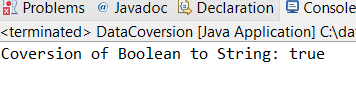 Problems @ Javadoc Declaration Console
<terminated> DataCoversion [Java Application] C:\da
Coversion of Boolean to String: true